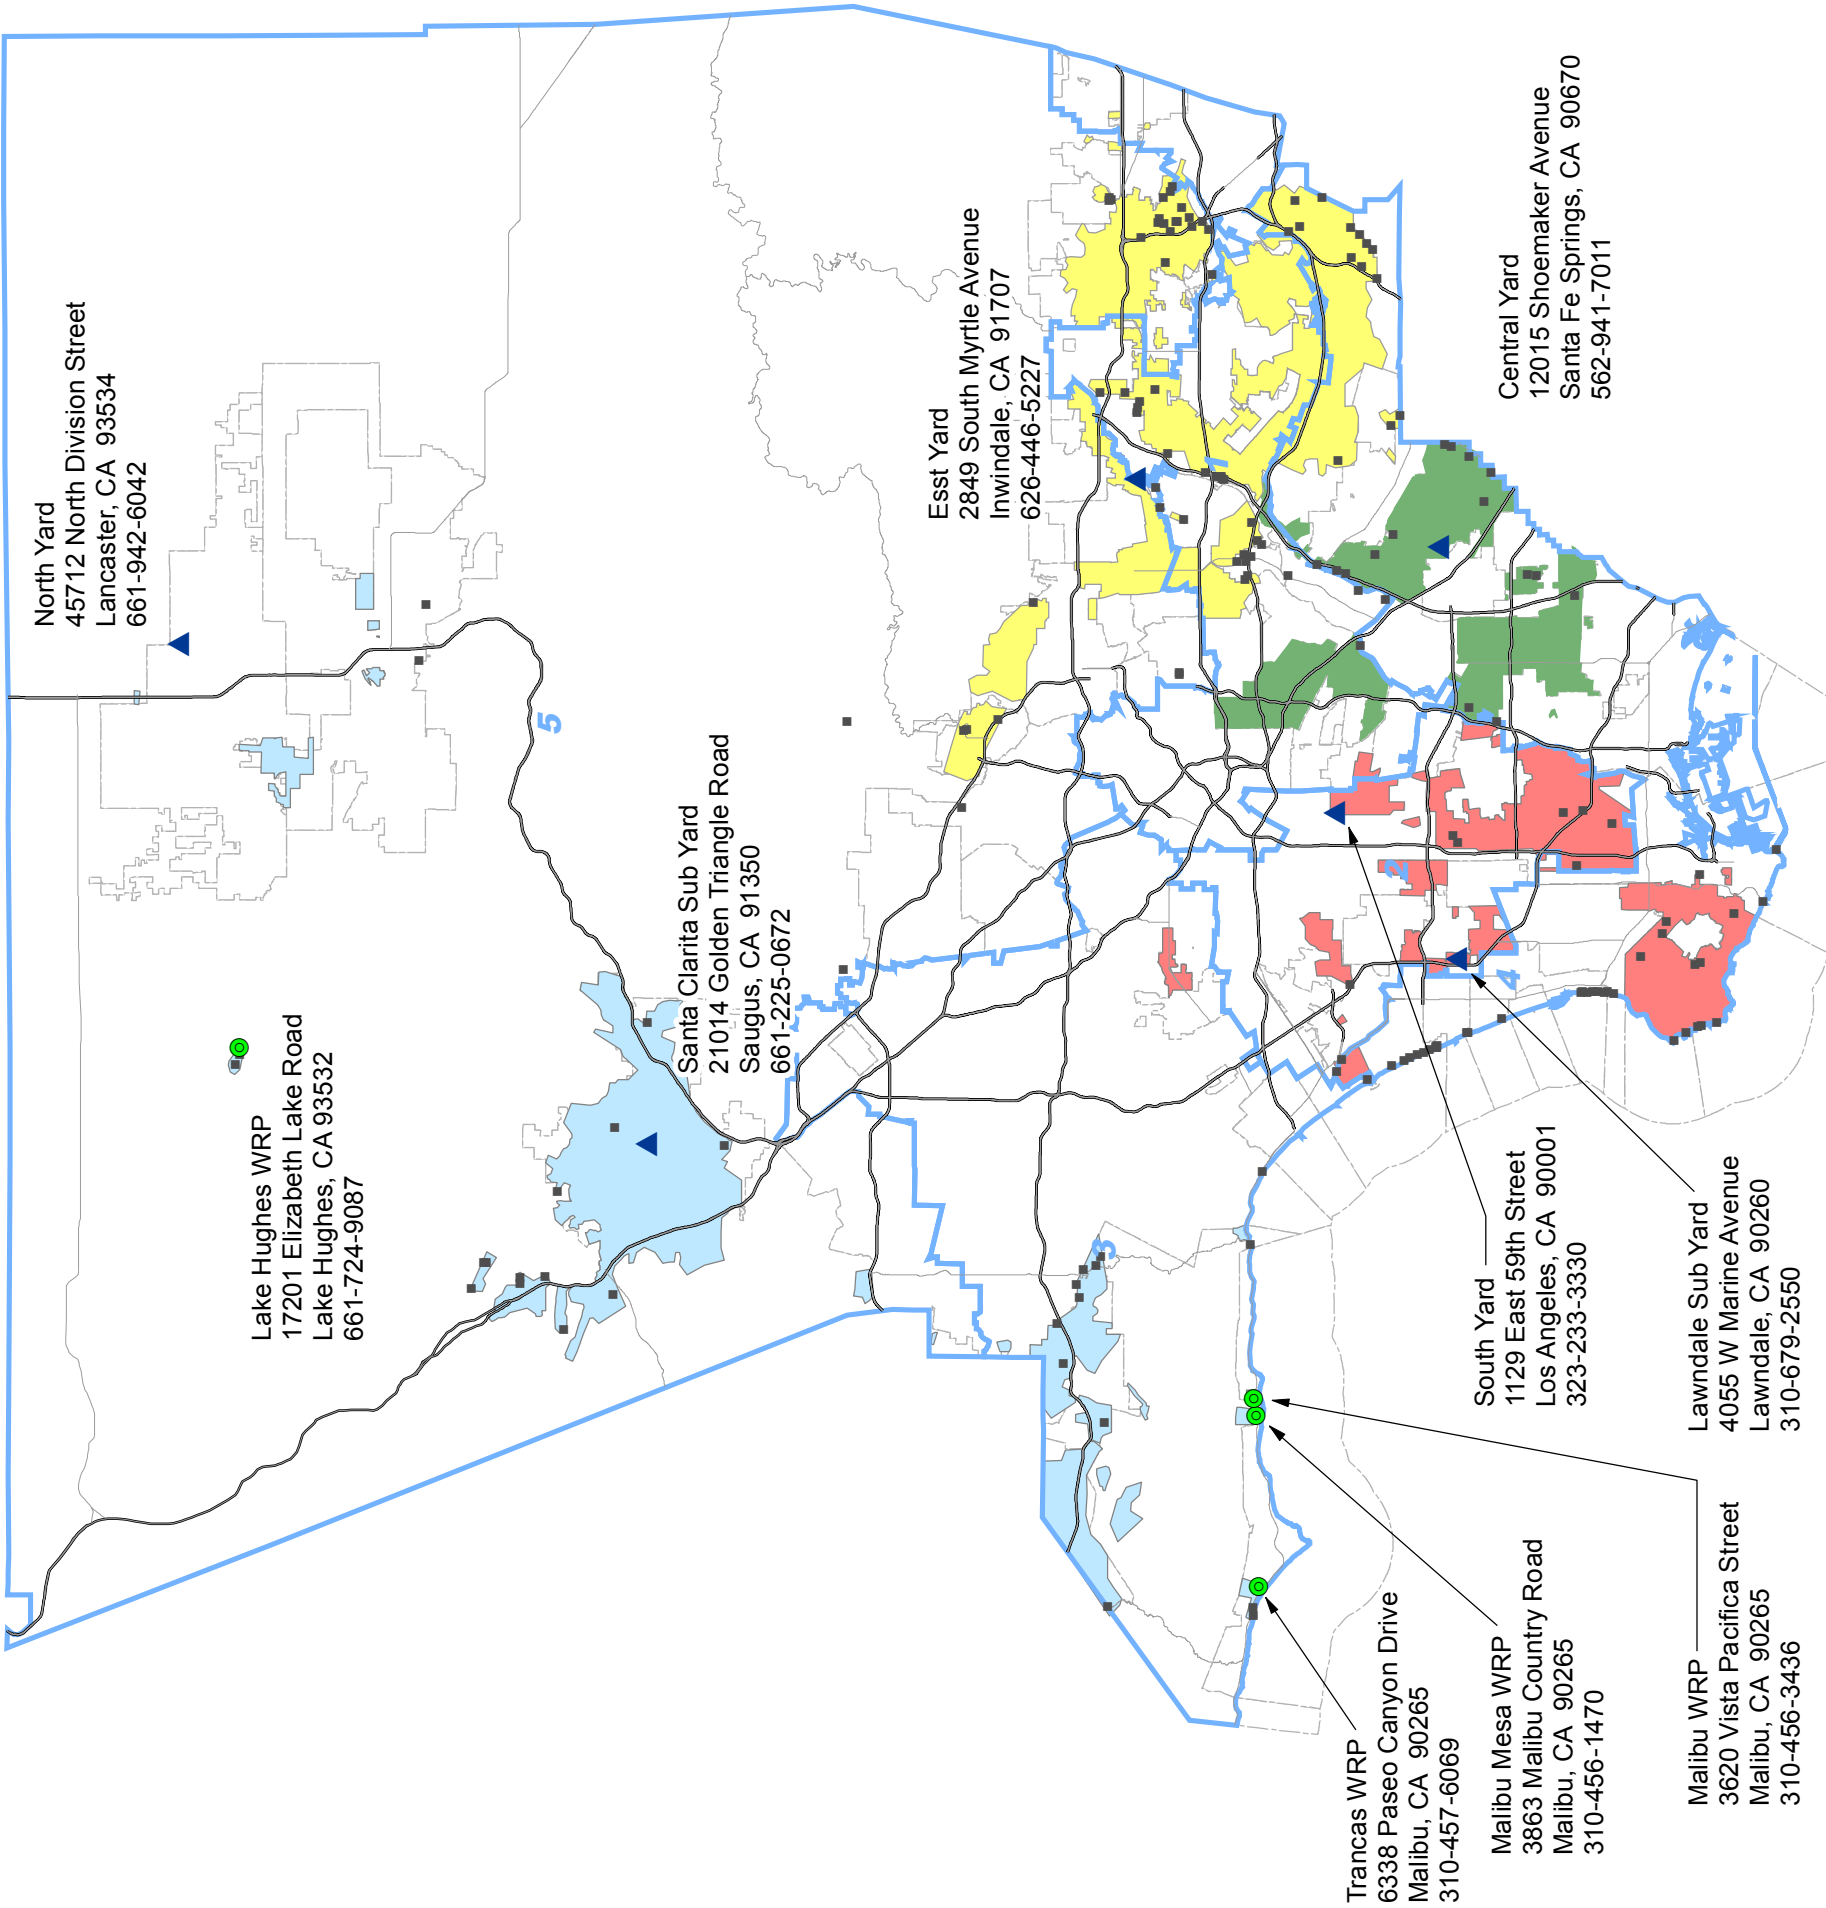 North Yard
45712 North Division Street
Lancaster, CA 93534
661-942-6042
Lake Hughes WRP
17201 Elizabeth Lake Road
Lake Hughes, CA 93532
661-724-9087
5
Santa Clarita Sub Yard
21014 Golden Triangle Road
Saugus, CA 91350
661-225-0672
Esst Yard
2849 South Myrtle Avenue
Inwindale, CA 91707
626-446-5227
3
1
2
4
Central Yard
12015 Shoemaker Avenue
Santa Fe Springs, CA 90670
562-941-7011
Trancas WRP
6338 Paseo Canyon Drive
Malibu, CA 90265
310-457-6069
Malibu Mesa WRP
3863 Malibu Country Road
Malibu, CA 90265
310-456-1470
Malibu WRP
3620 Vista Pacifica Street
Malibu, CA 90265
310-456-3436
South Yard
1129 East 59th Street
Los Angeles, CA 90001
323-233-3330
Lawndale Sub Yard
4055 W Marine Avenue
Lawndale, CA 90260
310-679-2550